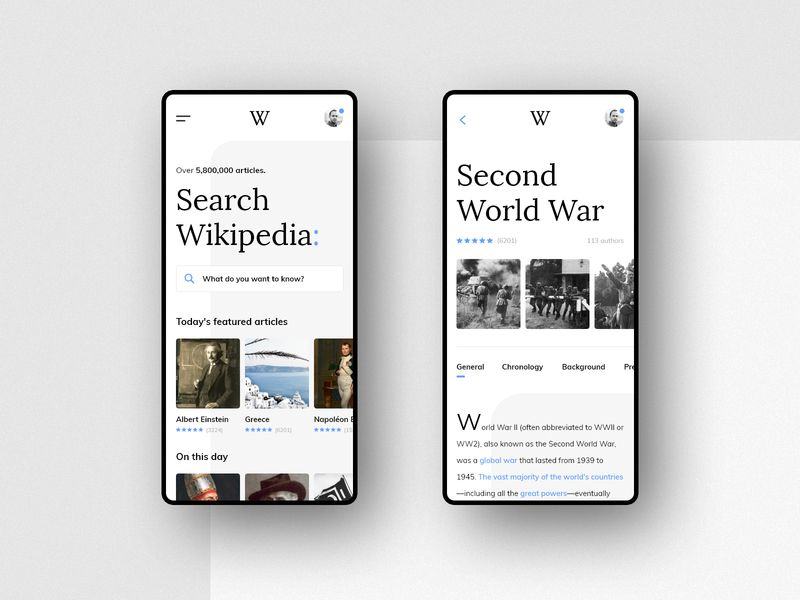 W
Over 5,800,000 articles.
Search
Wikipedia:
What do you want to know?
Today's featured articles
Albert Einstein
(3224)
Greece
(6201)
Napoléon
On this day
W
Second
World War
(6201)
113 authors
General Chronology Background Pre
World War II (often abbreviated to WWII or
WW2), also known as the Second World War,
was a global war that lasted from 1939 to
1945. The vast majority of the world's countries
—including all the great powers—eventually